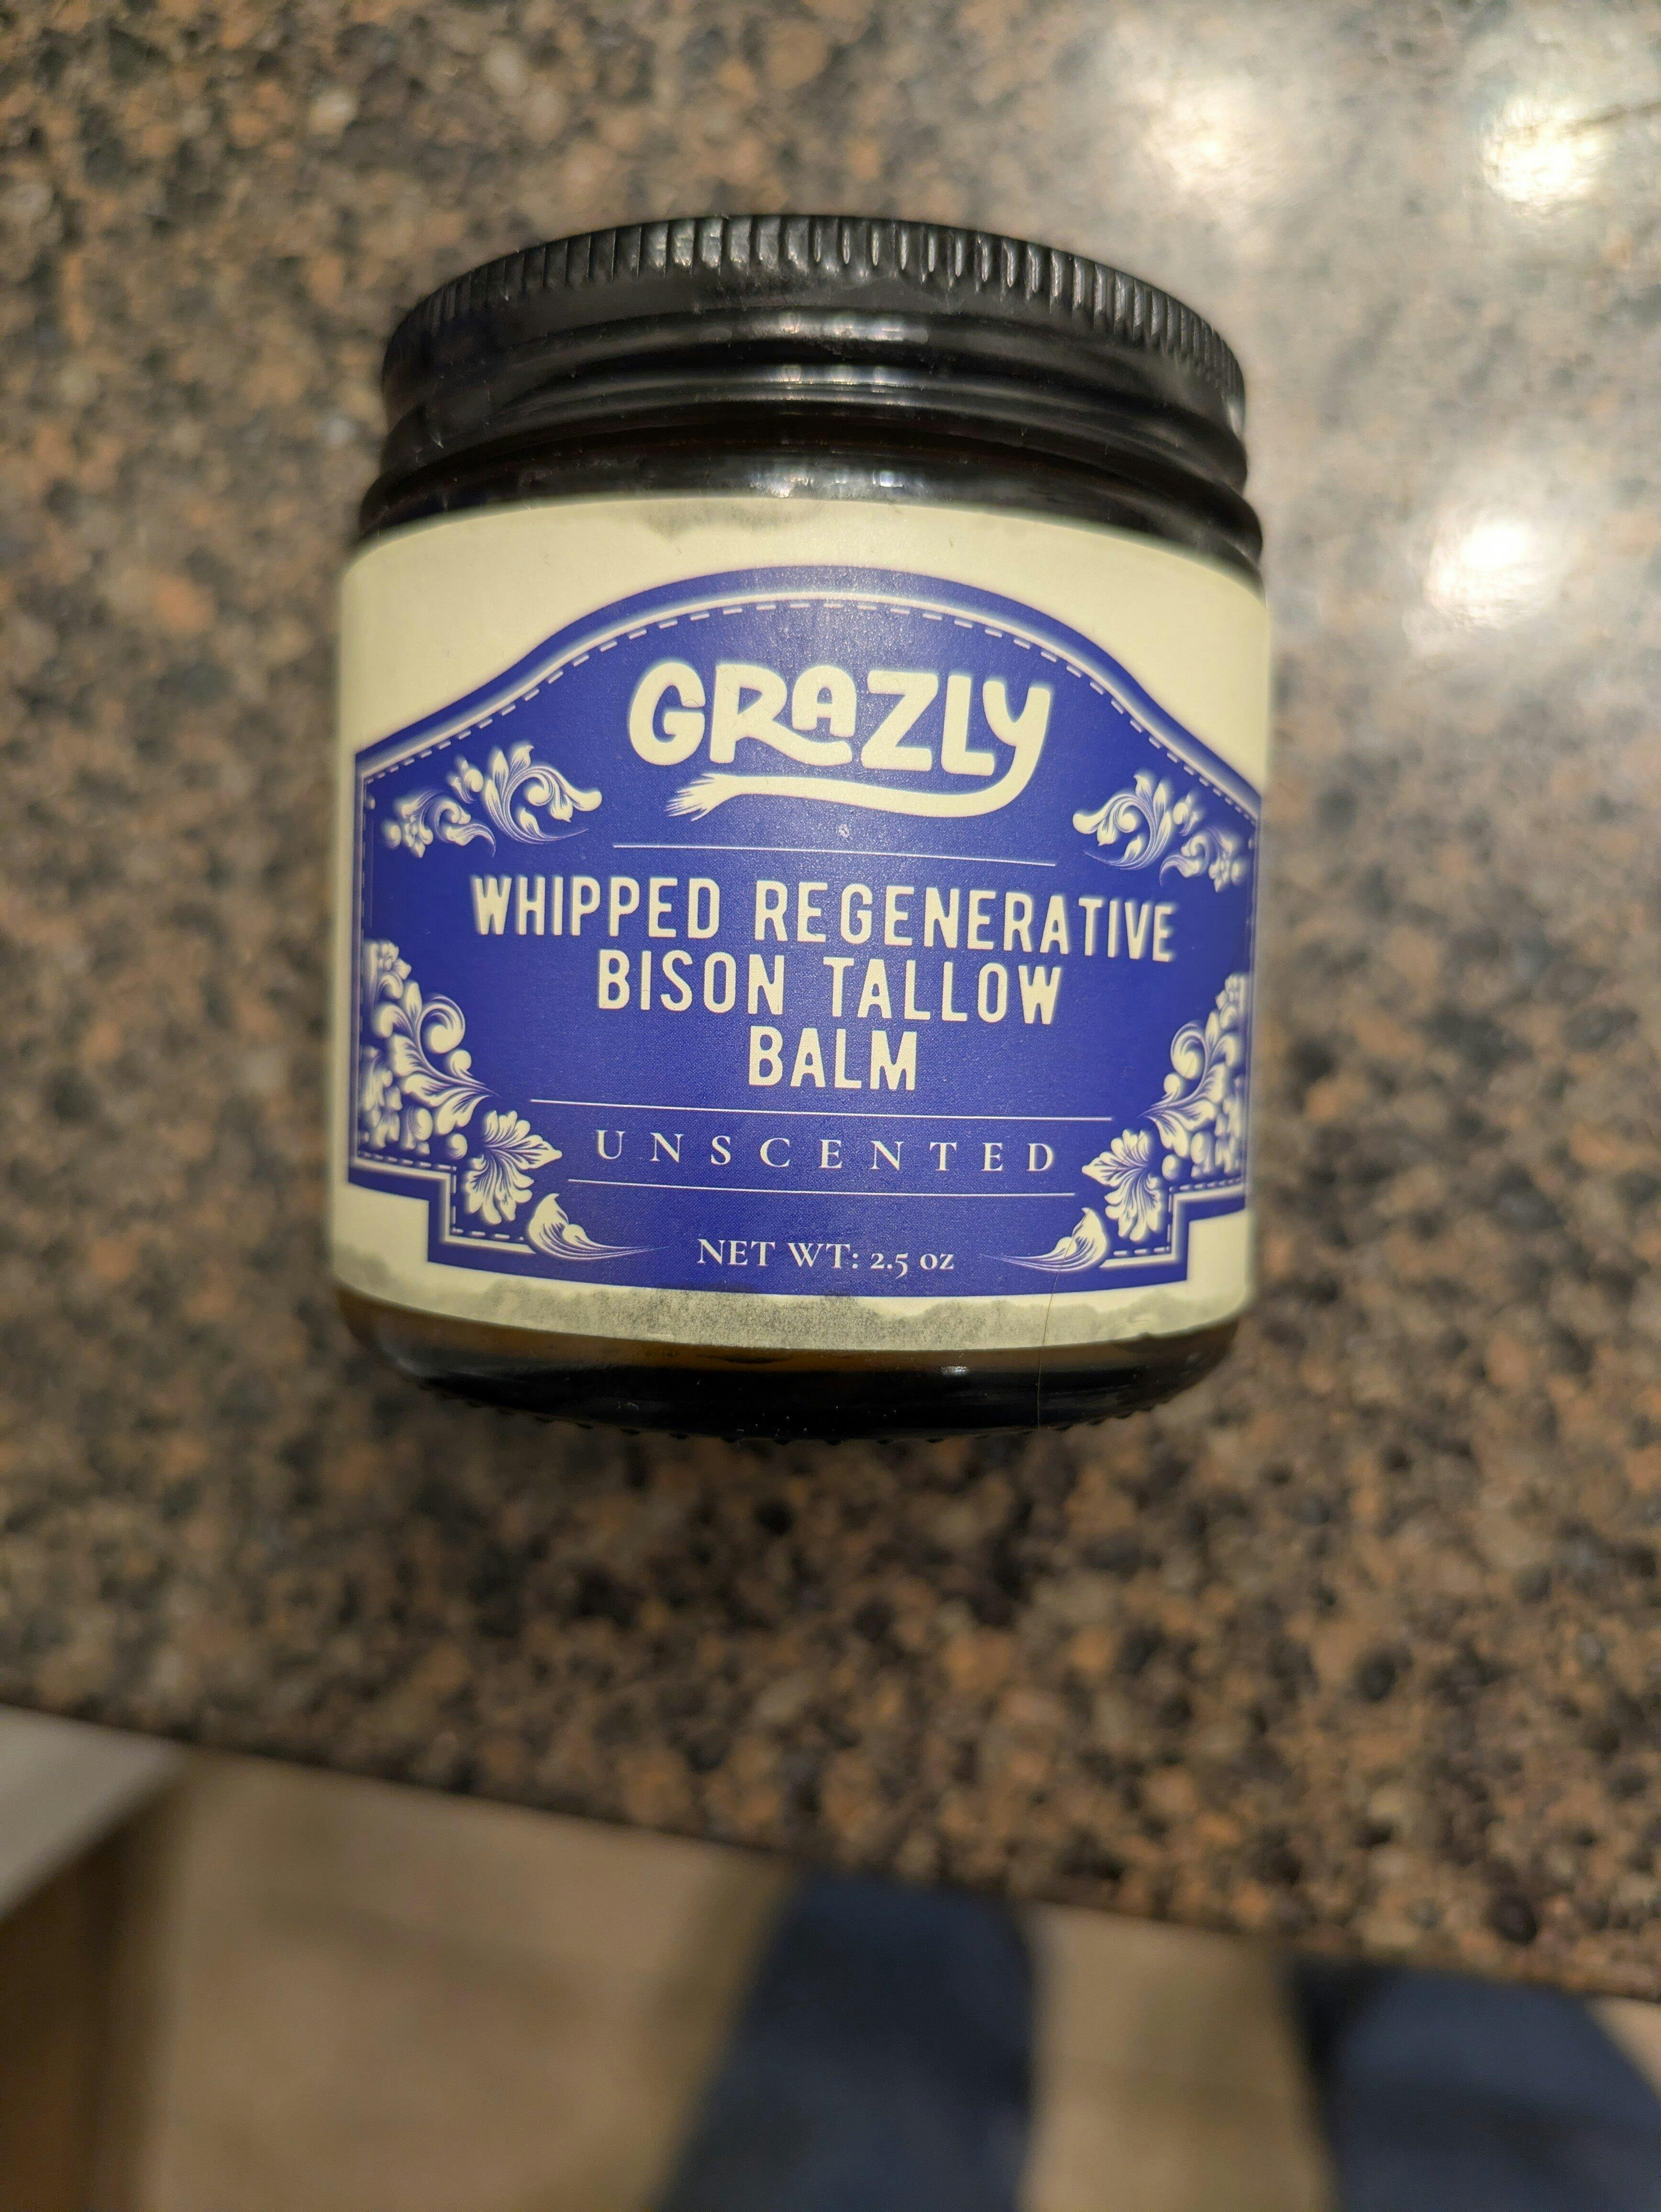 GRAZLY
WHIPPED REGENERATIVE
BISON TALLOW
BALM
UNSCENTED
NET WT: 2.5 oz